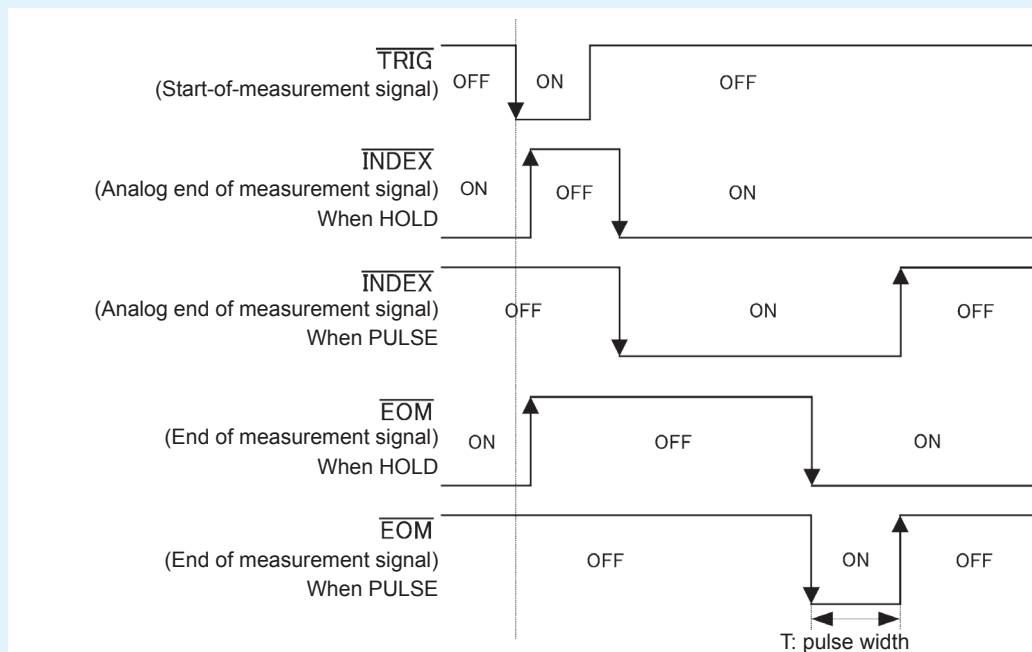 TRIG
(Start-of-measurement signal)
OFF
ON
OFF
INDEX
(Analog end of measurement signal)
When HOLD
ON
OFF
ON
INDEX
(Analog end of measurement signal)
When PULSE
OFF
ON
OFF
EOM
(End of measurement signal)
When HOLD
ON
OFF
ON
EOM
(End of measurement signal)
When PULSE
OFF
ON
OFF
T: pulse width